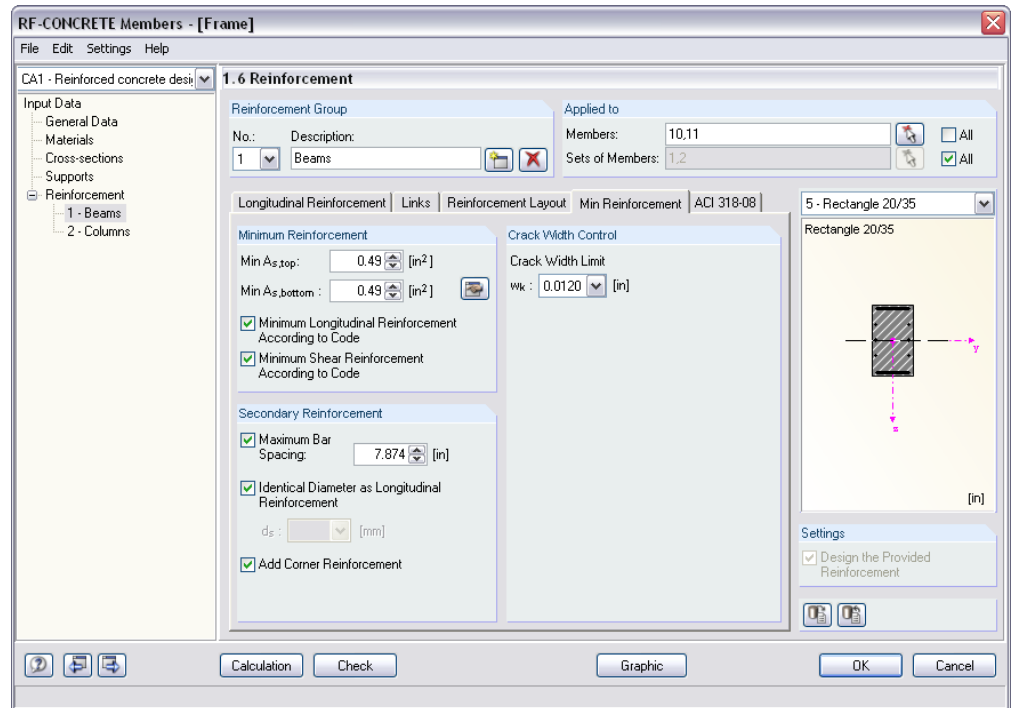 RF-CONCRETE Members - [Frame]
File Edit Settings Help
CA1 - Reinforced concrete desi
1.6 Reinforcement
Input Data
General Data
Materials
Cross-sections
Supports
Reinforcement
1 - Beams
2 - Columns
Reinforcement Group
No.: Description:
1 Beams
Applied to
Members: 10,11 All
Sets of Members: 1,2 All
Longitudinal Reinforcement Links Reinforcement Layout Min Reinforcement ACI 318-08
Minimum Reinforcement
Min As,top: 0.49 [in²]
Min As,bottom : 0.49 [in²]
Minimum Longitudinal Reinforcement
According to Code
Minimum Shear Reinforcement
According to Code
Secondary Reinforcement
Maximum Bar
Spacing: 7.874 [in]
Identical Diameter as Longitudinal
Reinforcement
ds : [mm]
Add Corner Reinforcement
Crack Width Control
Crack Width Limit
wk : 0.0120 [in]
5 - Rectangle 20/35
Rectangle 20/35
y
z
[in]
Settings
Design the Provided
Reinforcement
Calculation Check Graphic OK Cancel